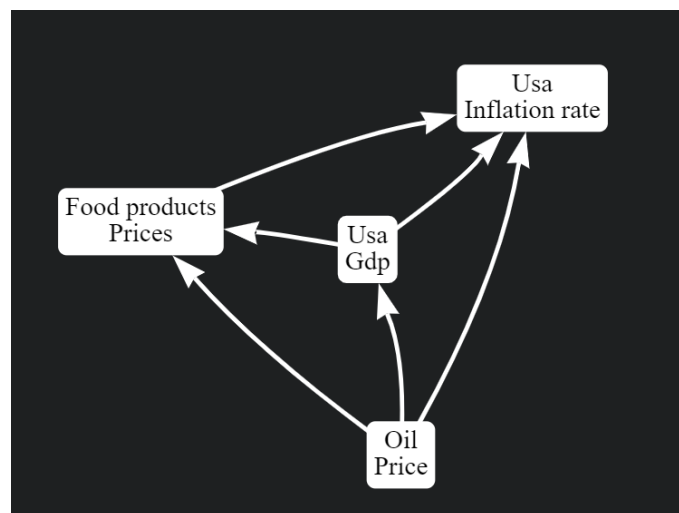 Usa
Inflation rate
Food products
Prices
Usa
Gdp
Oil
Price